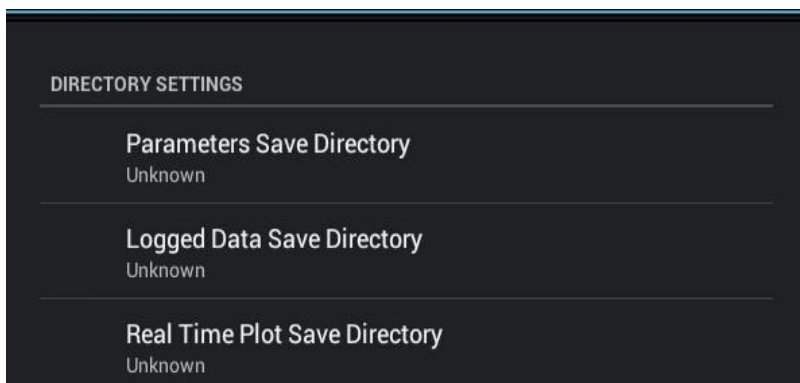 DIRECTORY SETTINGS
Parameters Save Directory
Unknown
Logged Data Save Directory
Unknown
Real Time Plot Save Directory
Unknown